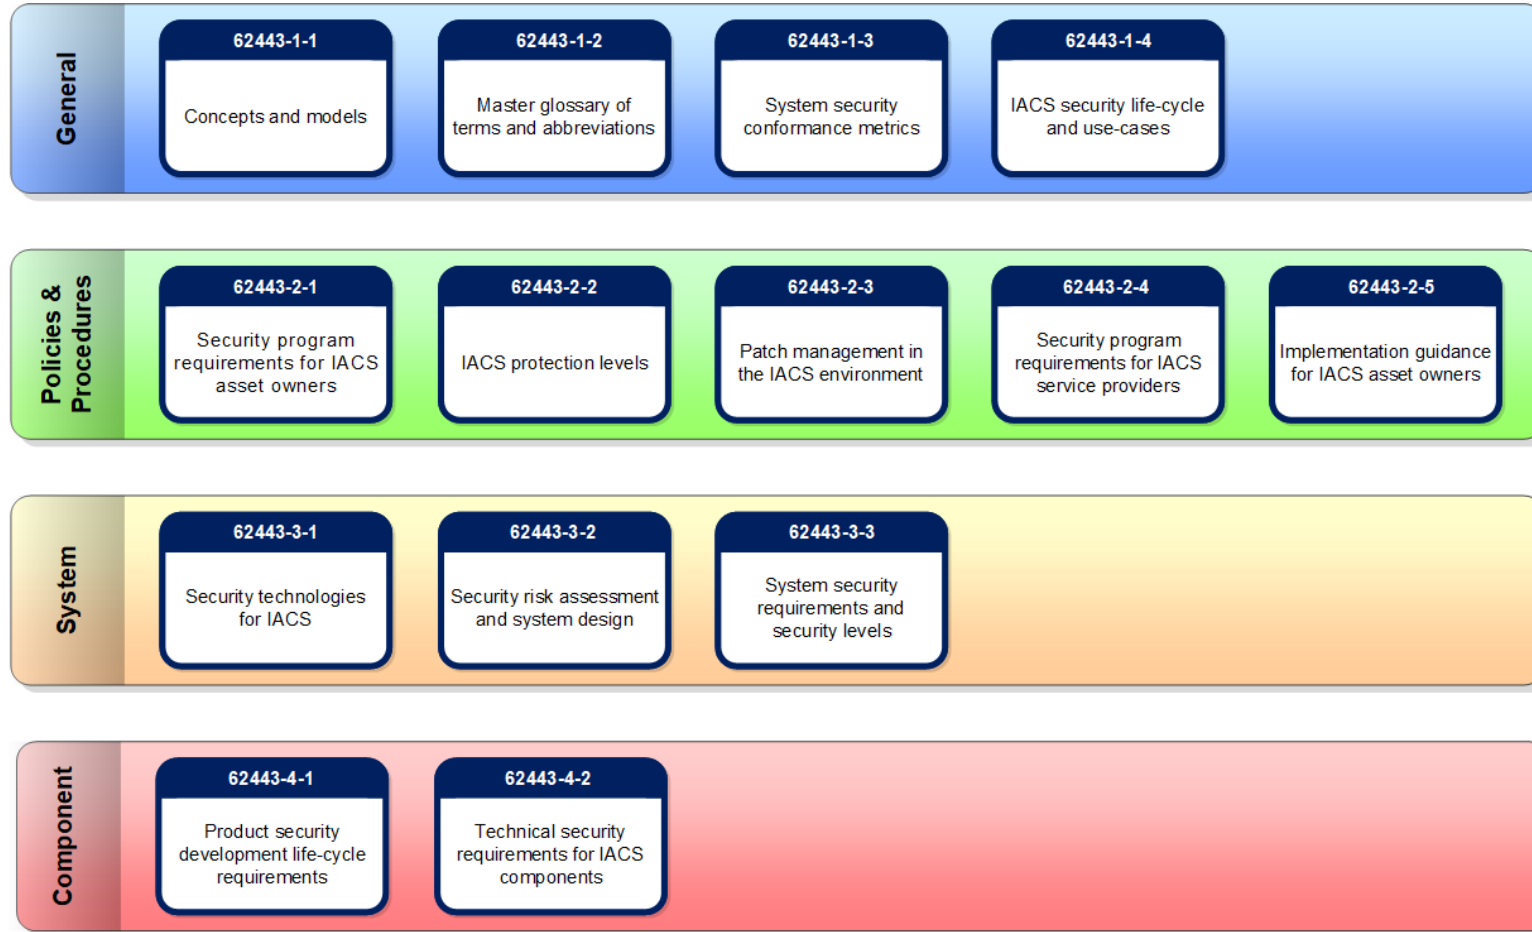 General
62443-1-1
Concepts and models
62443-1-2
Master glossary of
terms and abbreviations
62443-1-3
System security
conformance metrics
62443-1-4
IACS security life-cycle
and use-cases
Policies &
Procedures
62443-2-1
Security program
requirements for IACS
asset owners
62443-2-2
IACS protection levels
62443-2-3
Patch management in
the IACS environment
62443-2-4
Security program
requirements for IACS
service providers
62443-2-5
Implementation guidance
for IACS asset owners
System
62443-3-1
Security technologies
for IACS
62443-3-2
Security risk assessment
and system design
62443-3-3
System security
requirements and
security levels
Component
62443-4-1
Product security
development life-cycle
requirements
62443-4-2
Technical security
requirements for IACS
components